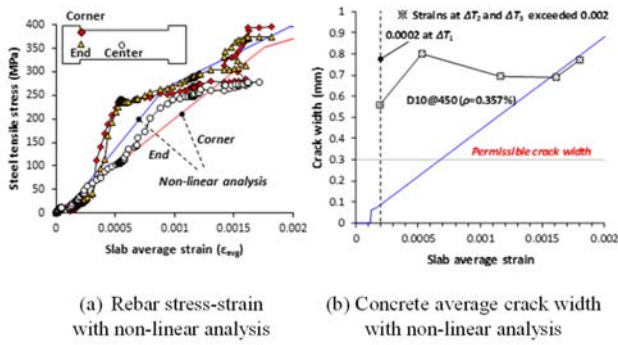 Corner
End
Center
Corner
End
Non-linear analysis
Steel tensile stress (MPa)
400
350
300
250
200
150
100
50
0
0
0.0005
0.001
0.0015
0.002
Slab average strain (εavg)
(a) Rebar stress-strain
with non-linear analysis
※ Strains at ΔT2 and ΔT3 exceeded 0.002
0.0002 at ΔT1
D10@450 (ρ=0.357%)
Permissible crack width
Crack width (mm)
1
0.9
0.8
0.7
0.6
0.5
0.4
0.3
0.2
0.1
0
0
0.0005
0.001
0.0015
0.002
Slab average strain
(b) Concrete average crack width
with non-linear analysis